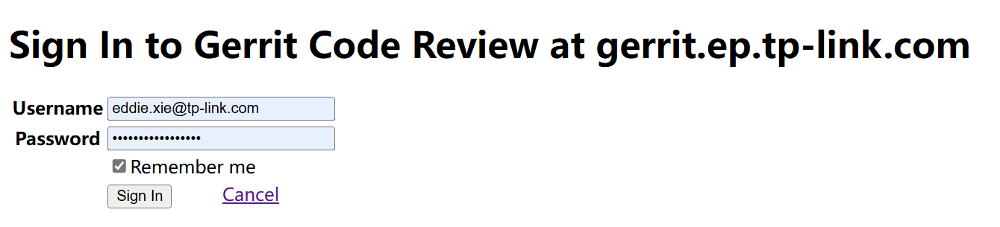 Sign In to Gerrit Code Review at gerrit.ep.tp-link.com
Username eddie.xie@tp-link.com
Password •••••••••••••••••
Remember me
Sign In Cancel